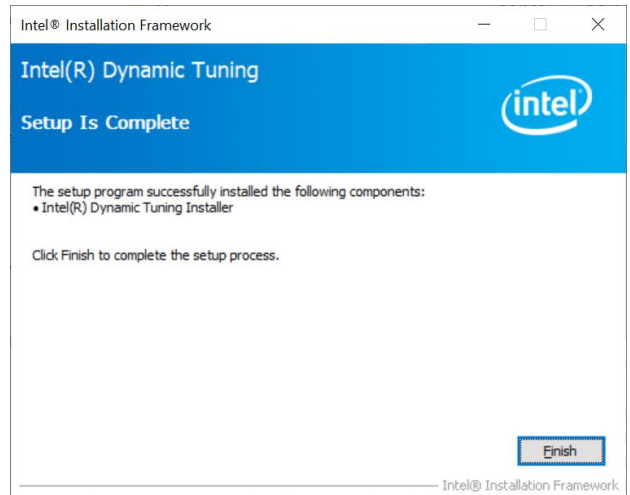 Intel® Installation Framework
Intel(R) Dynamic Tuning
Setup Is Complete
intel
The setup program successfully installed the following components:
• Intel(R) Dynamic Tuning Installer
Click Finish to complete the setup process.
Finish
Intel® Installation Framework